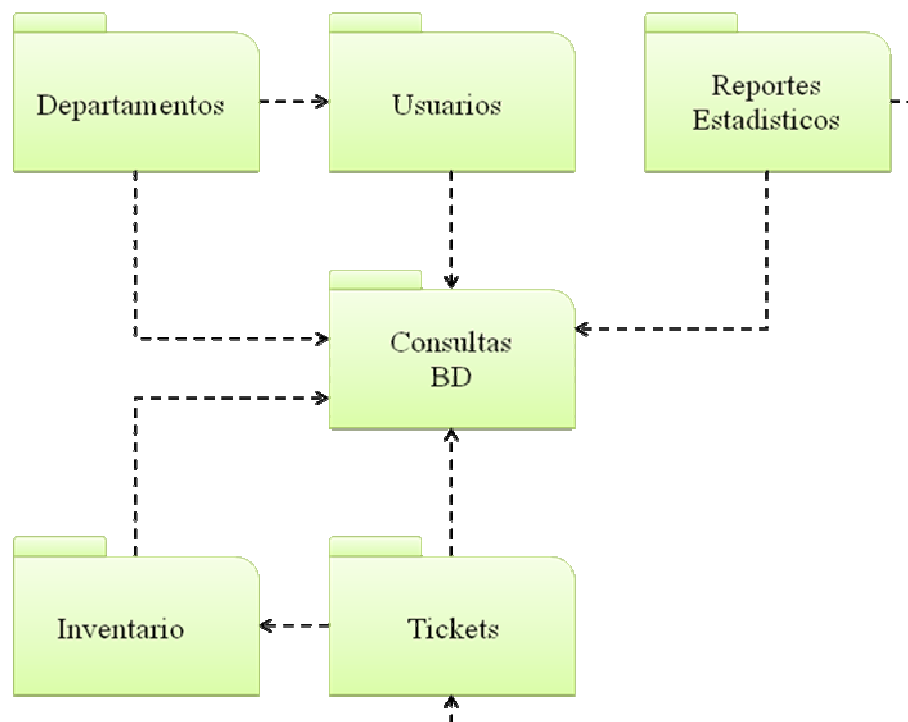 Departamentos
Usuarios
Reportes
Estadisticos
Consultas
BD
Inventario
Tickets